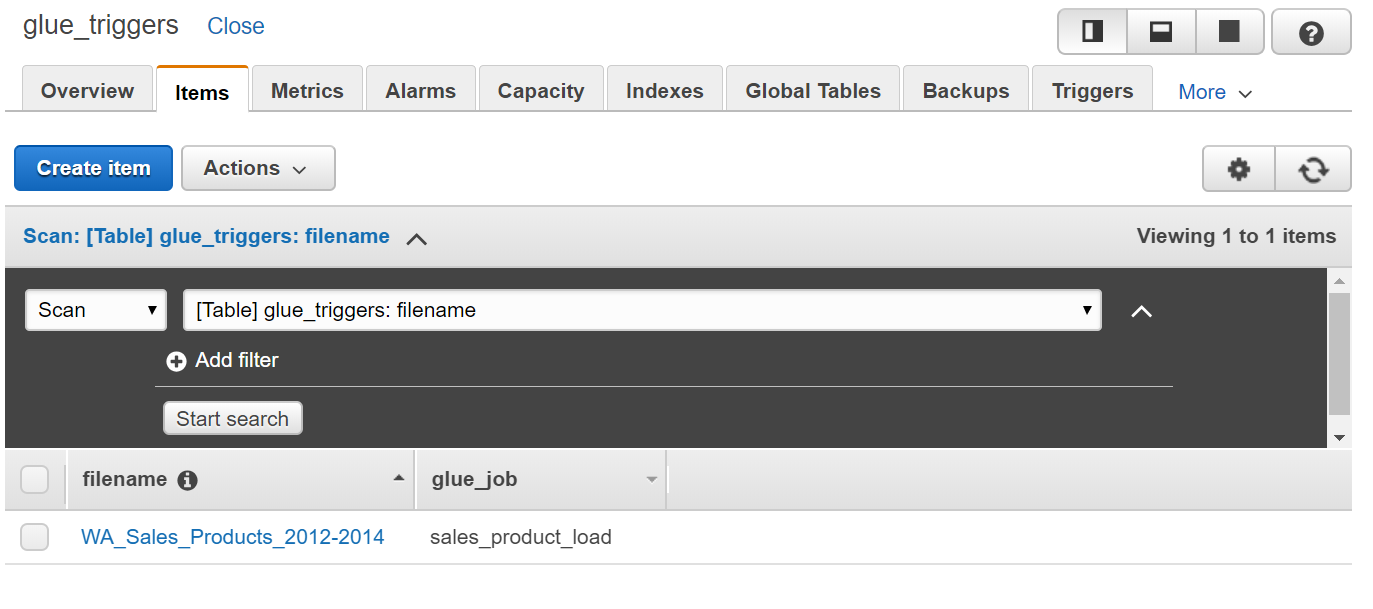 glue_triggers Close
Overview Items Metrics Alarms Capacity Indexes Global Tables Backups Triggers More
Create item Actions
Scan: [Table] glue_triggers: filename Viewing 1 to 1 items
Scan [Table] glue_triggers: filename
Add filter
Start search
filename glue_job
WA_Sales_Products_2012-2014 sales_product_load